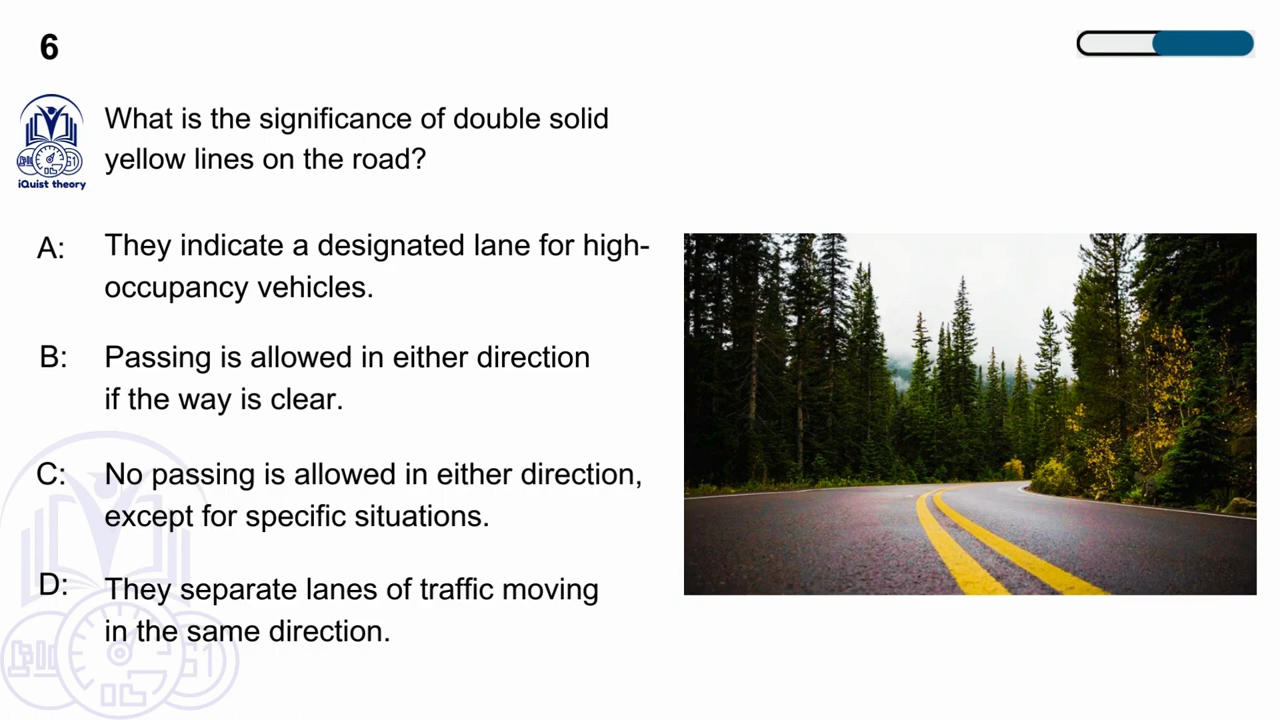 6
What is the significance of double solid
yellow lines on the road?
iQuist theory
A: They indicate a designated lane for high-
occupancy vehicles.
B: Passing is allowed in either direction
if the way is clear.
C: No passing is allowed in either direction,
except for specific situations.
D: They separate lanes of traffic moving
in the same direction.